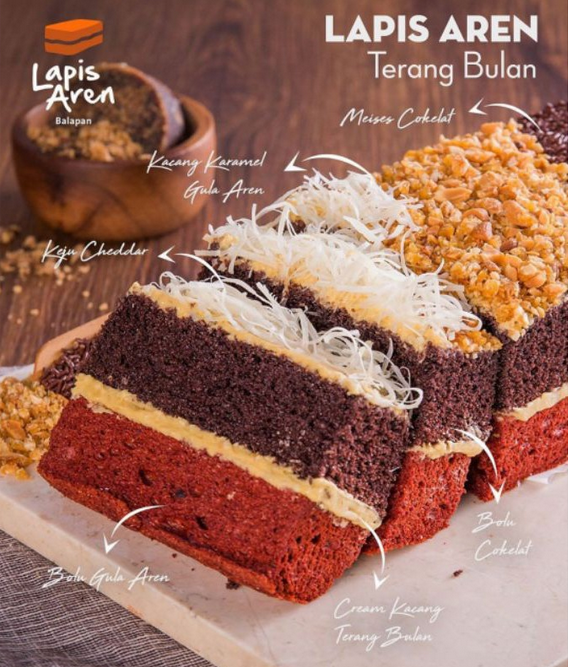 LAPIS AREN
Terang Bulan
Lapis
Aren
Balapan
Meises Cokelat
Kacang Karamel
Gula Aren
Keju Cheddar
Bolu
Cokelat
Bolu Gula Aren
Cream Kacang
Terang Bulan